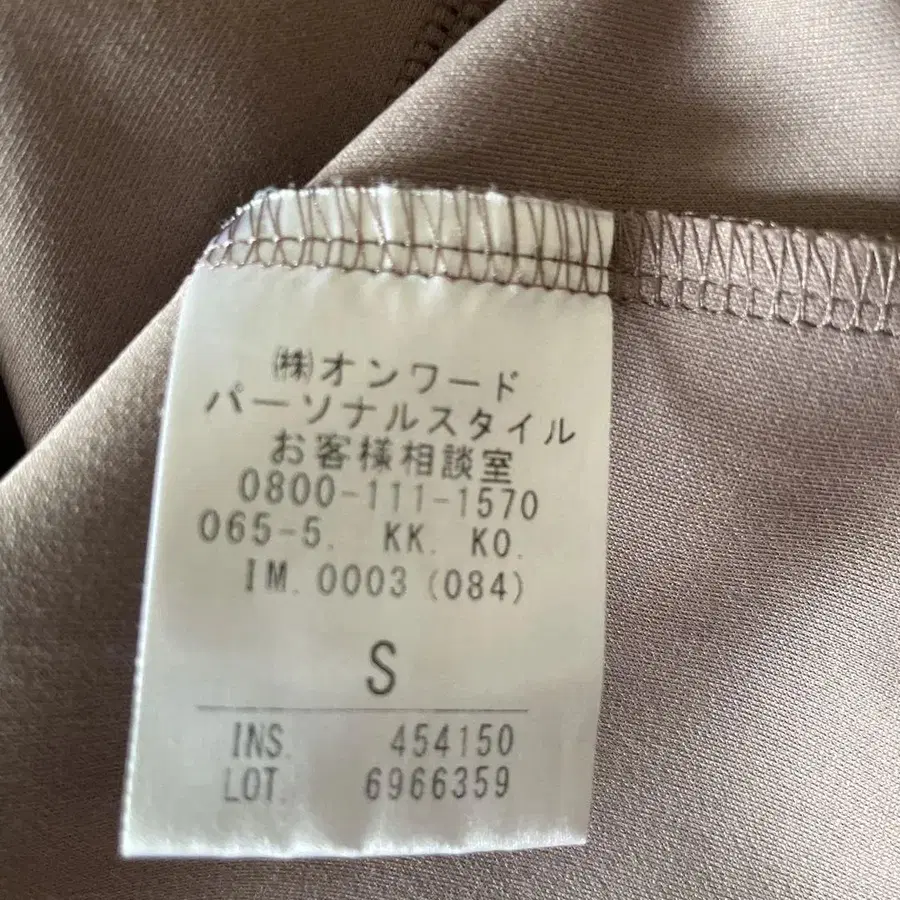 ㈱オンワード
パーソナルスタイル
お客様相談室
0800-111-1570
065-5. KK. KO.
IM. 0003 (084)
S
INS. 454150
LOT. 6966359